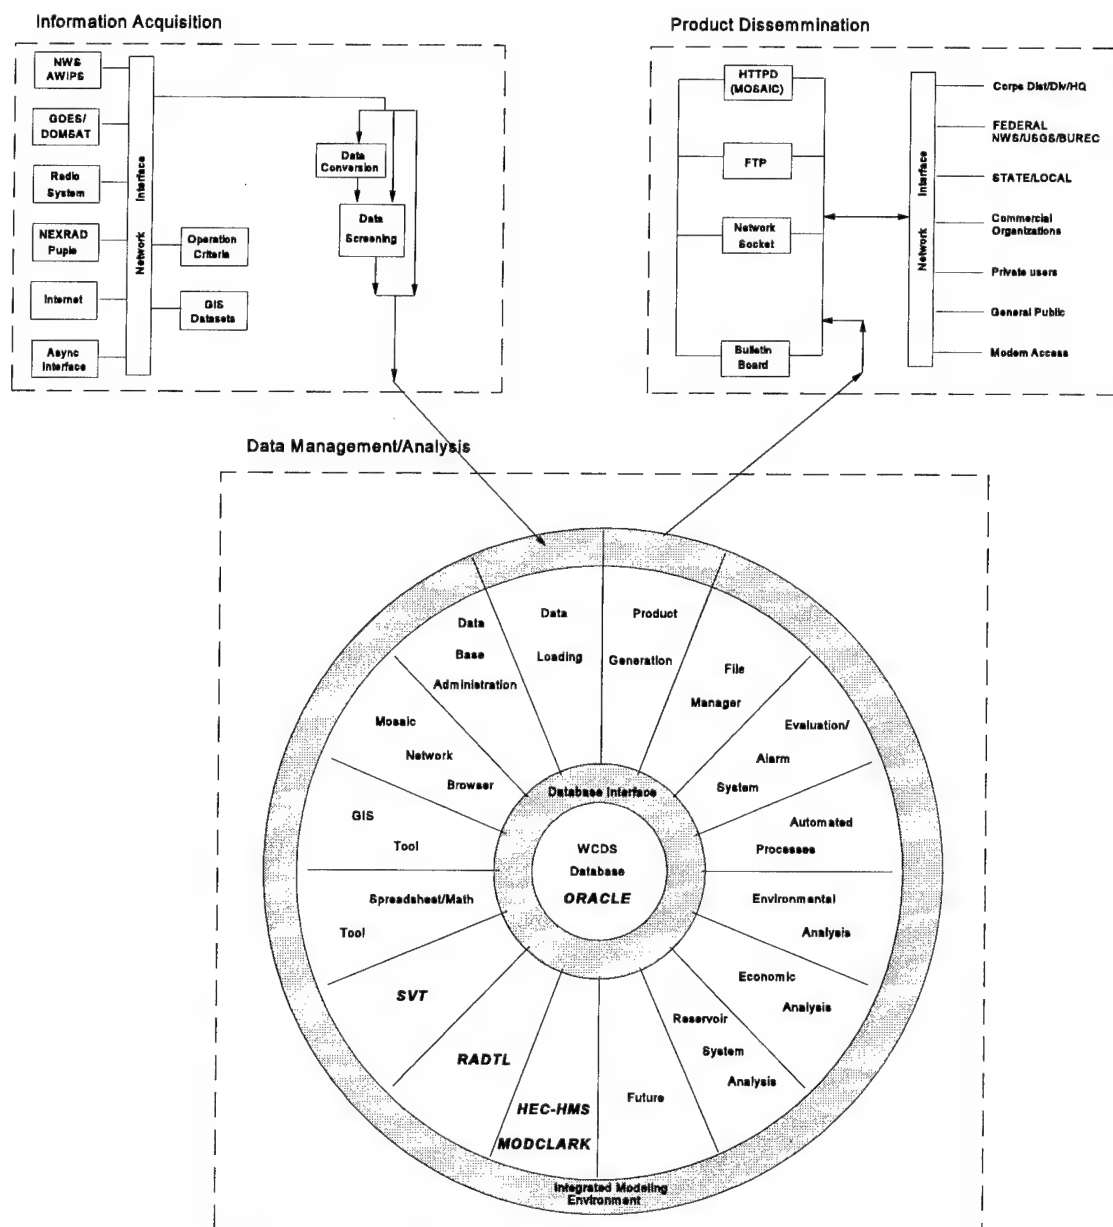 Information Acquisition
NWS
AWIPS
GOES/
DOMSAT
Radio
System
NEXRAD
Puple
Internet
Async
Interface
Network Interface
Operation
Criteria
GIS
Datasets
Data
Conversion
Data
Screening
Product Dissemmination
HTTPD
(MOSAIC)
FTP
Network
Socket
Bulletin
Board
Network Interface
Corps Dist/Div/HQ
FEDERAL
NWS/USGS/BUREC
STATE/LOCAL
Commercial
Organizations
Private users
General Public
Modem Access
Data Management/Analysis
Data
Base
Administration
Data
Loading
Product
Generation
File
Manager
Evaluation/
Alarm
System
Automated
Processes
Environmental
Analysis
Economic
Analysis
Reservoir
System
Analysis
Future
HEC-HMS
MODCLARK
RADTL
SVT
Spreadsheet/Math
Tool
GIS
Tool
Mosaic
Network
Browser
Database Interface
WCDS
Database
ORACLE
Integrated Modeling
Environment